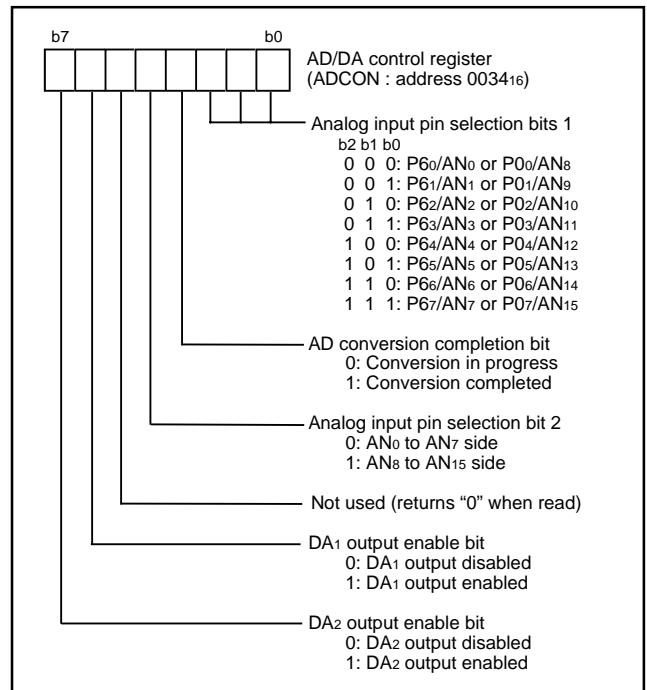 b7 b0
AD/DA control register
(ADCON : address 003416)
Analog input pin selection bits 1
b2 b1 b0
0 0 0: P60/AN0 or P00/AN8
0 0 1: P61/AN1 or P01/AN9
0 1 0: P62/AN2 or P02/AN10
0 1 1: P63/AN3 or P03/AN11
1 0 0: P64/AN4 or P04/AN12
1 0 1: P65/AN5 or P05/AN13
1 1 0: P66/AN6 or P06/AN14
1 1 1: P67/AN7 or P07/AN15
AD conversion completion bit
0: Conversion in progress
1: Conversion completed
Analog input pin selection bit 2
0: AN0 to AN7 side
1: AN8 to AN15 side
Not used (returns “0” when read)
DA1 output enable bit
0: DA1 output disabled
1: DA1 output enabled
DA2 output enable bit
0: DA2 output disabled
1: DA2 output enabled